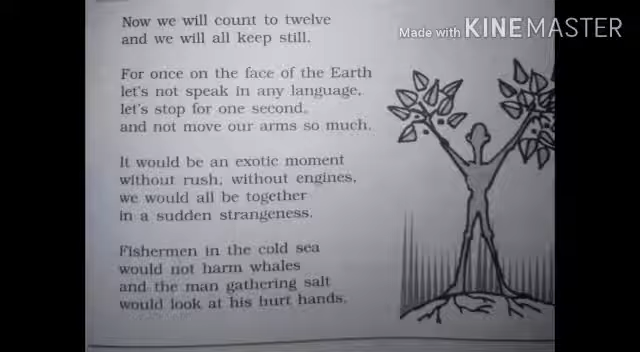 Now we will count to twelve
and we will all keep still.
For once on the face of the Earth
let's not speak in any language,
let's stop for one second,
and not move our arms so much.
It would be an exotic moment
without rush, without engines,
we would all be together
in a sudden strangeness.
Fishermen in the cold sea
would not harm whales
and the man gathering salt
would look at his hurt hands.
Made with KINEMASTER